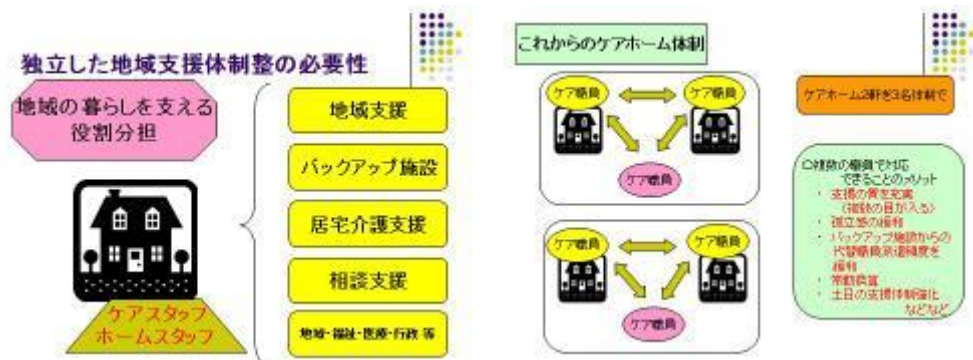 独立した地域支援体制整の必要性
地域の暮らしを支える
役割分担
ケアスタッフ
ホームスタッフ
地域支援
バックアップ施設
居宅介護支援
相談支援
地域・福祉・医療・行政 等
これからのケアホーム体制
ケア職員
ケア職員
ケア職員
ケア職員
ケア職員
ケア職員
ケアホーム2軒を3名体制で
〇複数の職員で対応
できることのメリット
・ 支援の質を充実
(複数の目が入る)
・ 孤立感の緩和
・ バックアップ施設からの
代替職員派遣頻度を
緩和
・ 常勤換算
・ 土日の支援体制強化
などなど